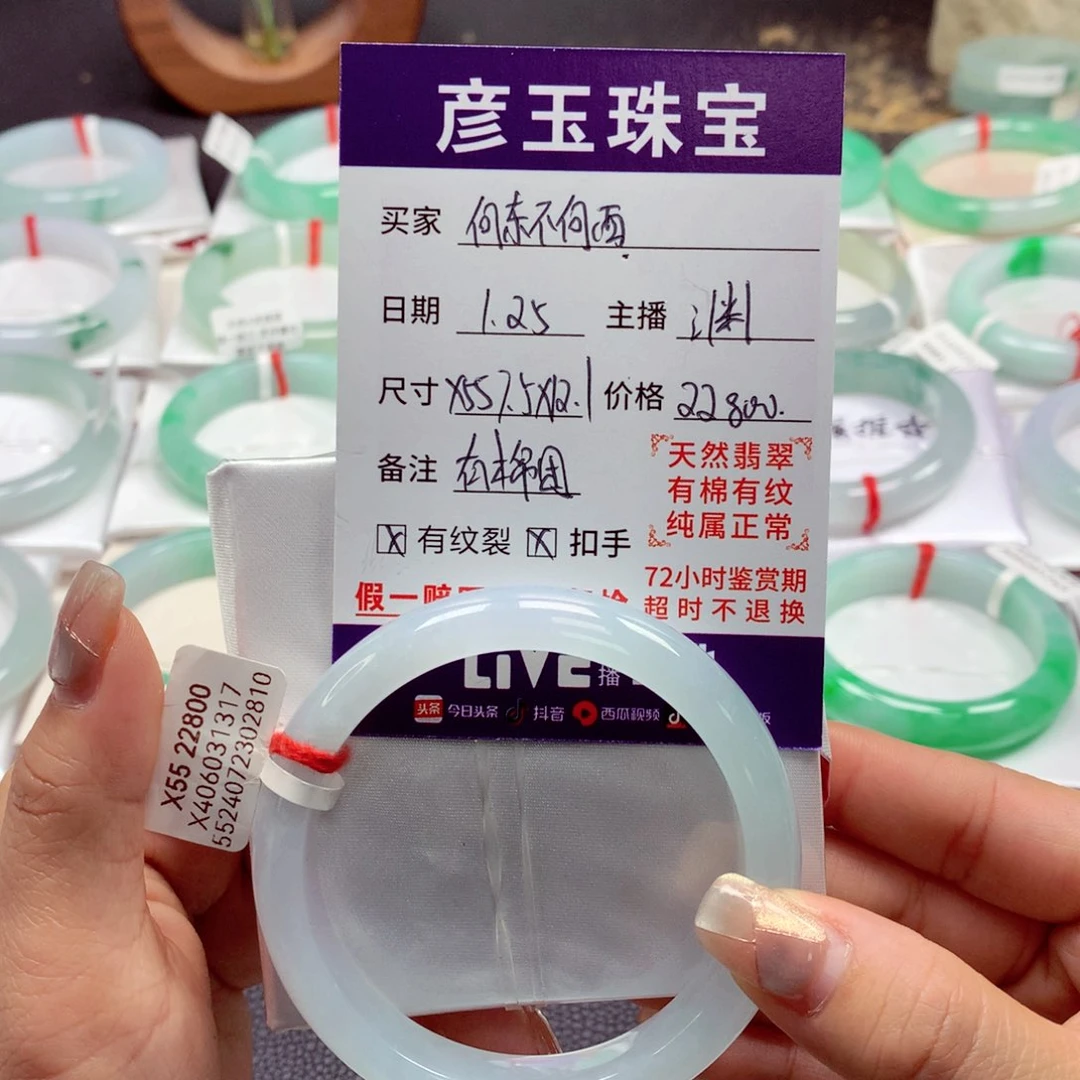 彦玉珠宝
买家 何东不何西
日期 1.25 主播 渊
尺寸 X55 7.5X12.1 价格 22800.
备注 有棉团
天然翡翠
有棉有纹
纯属正常
☒ 有纹裂 ☒ 扣手
72小时鉴赏期
超时不退换
假一赔
LIVE 播
头条 今日头条 抖音 西瓜视频
X55 22800
X406031317
5524072302810